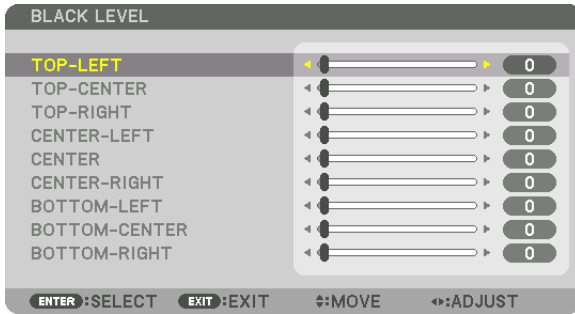 BLACK LEVEL
TOP-LEFT 0
TOP-CENTER 0
TOP-RIGHT 0
CENTER-LEFT 0
CENTER 0
CENTER-RIGHT 0
BOTTOM-LEFT 0
BOTTOM-CENTER 0
BOTTOM-RIGHT 0
ENTER:SELECT EXIT:EXIT :MOVE :ADJUST